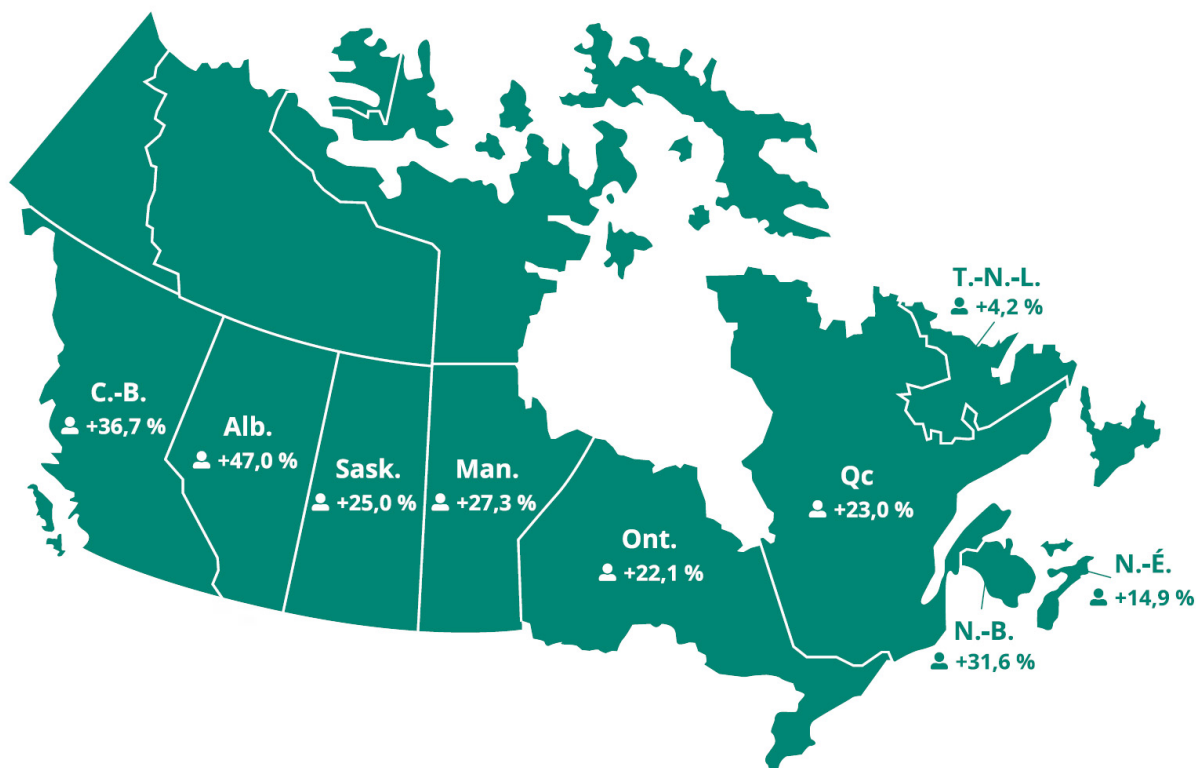 T.-N.-L.
+4,2 %
C.-B.
+36,7 %
Alb.
+47,0 %
Sask.
+25,0 %
Man.
+27,3 %
Qc
+23,0 %
Ont.
+22,1 %
N.-É.
+14,9 %
N.-B.
+31,6 %